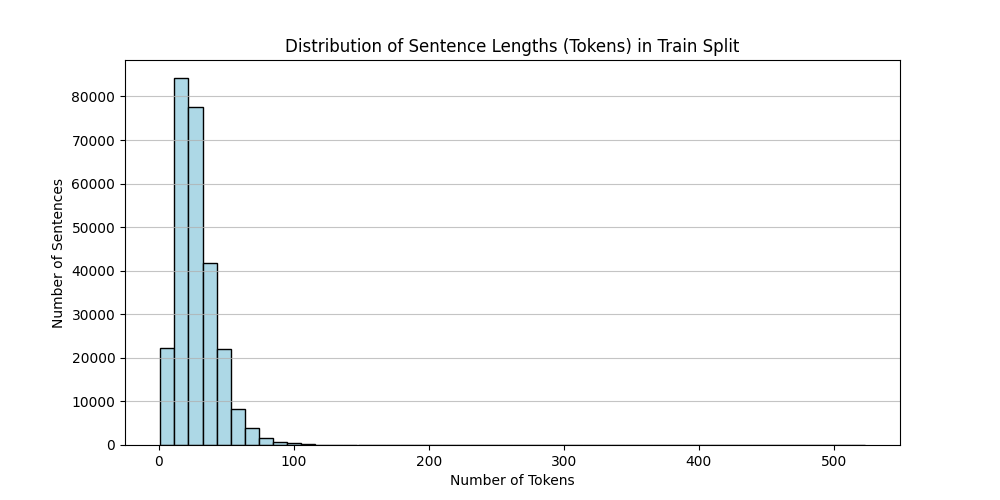 Distribution of Sentence Lengths (Tokens) in Train Split
Number of Sentences
80000
70000
60000
50000
40000
30000
20000
10000
0
0 100 200 300 400 500
Number of Tokens